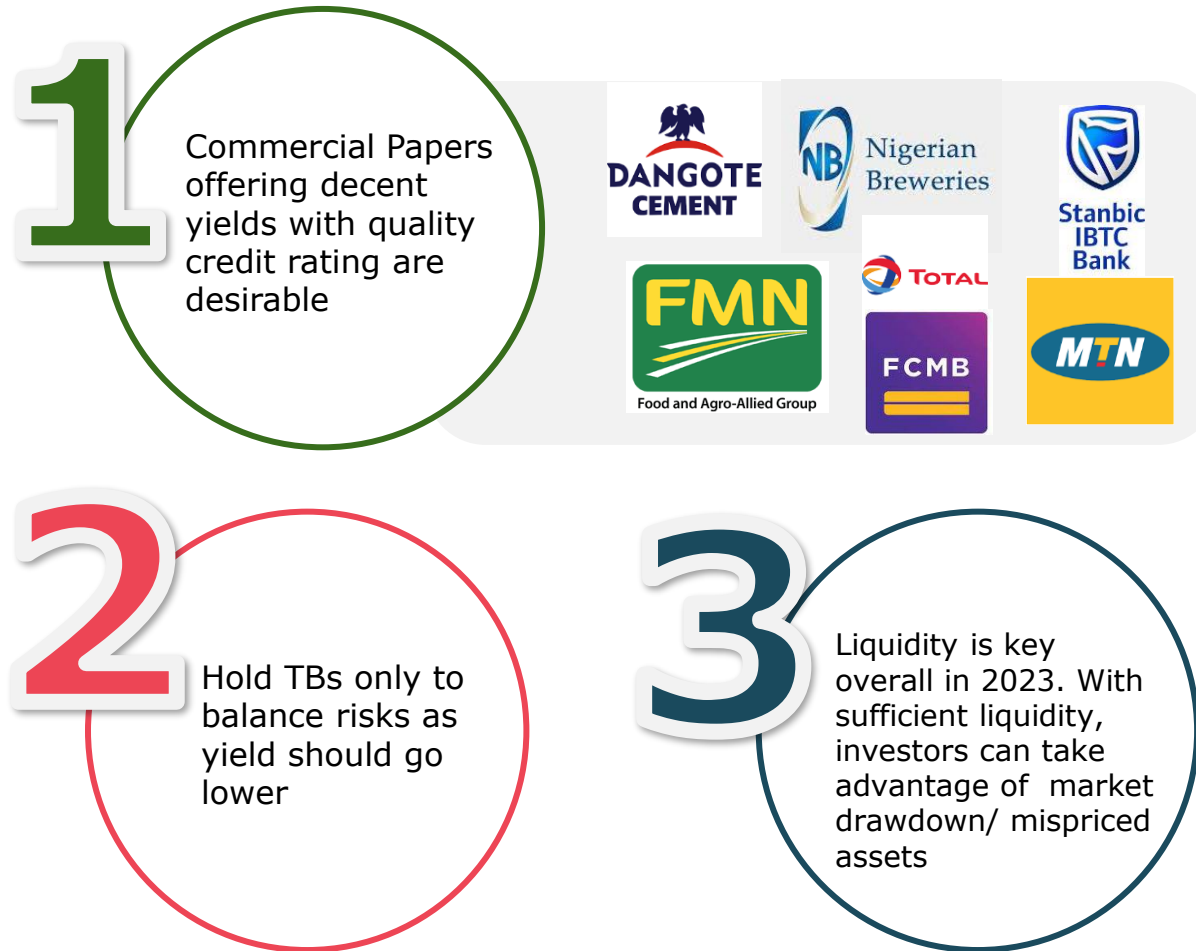 1
Commercial Papers
offering decent
yields with quality
credit rating are
desirable
DANGOTE
CEMENT
NB
Nigerian
Breweries
Stanbic
IBTC
Bank
FMN
Food and Agro-Allied Group
TOTAL
FCMB
MTN
2
Hold TBs only to
balance risks as
yield should go
lower
3
Liquidity is key
overall in 2023. With
sufficient liquidity,
investors can take
advantage of  market
drawdown/ mispriced
assets